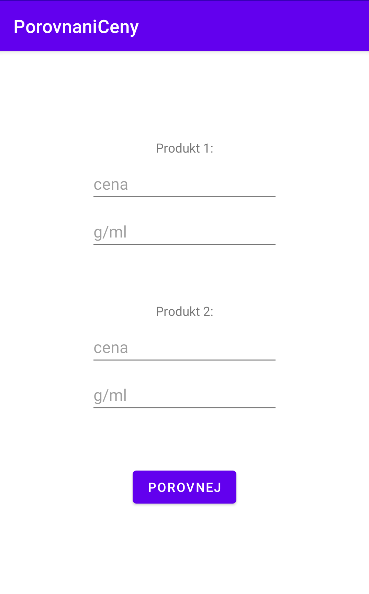 PorovnaniCeny
Produkt 1:
cena
g/ml
Produkt 2:
cena
g/ml
POROVNEJ